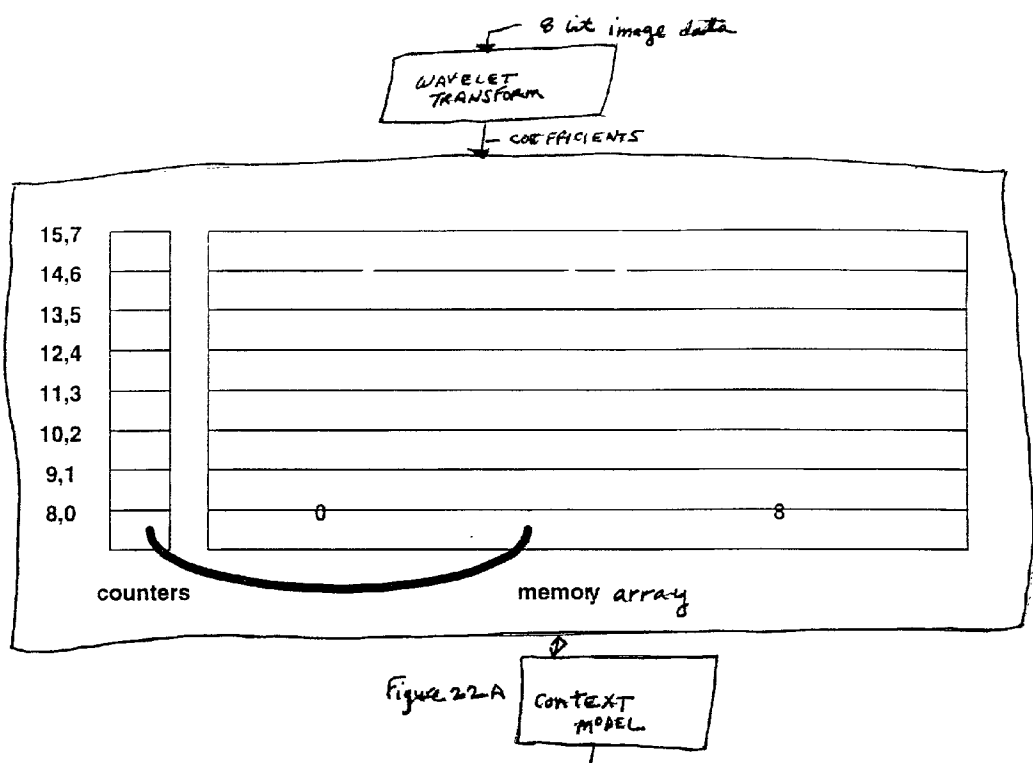 8 bit image data
WAVELET
TRANSFORM
COEFFICIENTS
15,7
14,6
13,5
12,4
11,3
10,2
9,1
8,0
0 8
counters memory array
Figure 22A
CONTEXT
MODEL